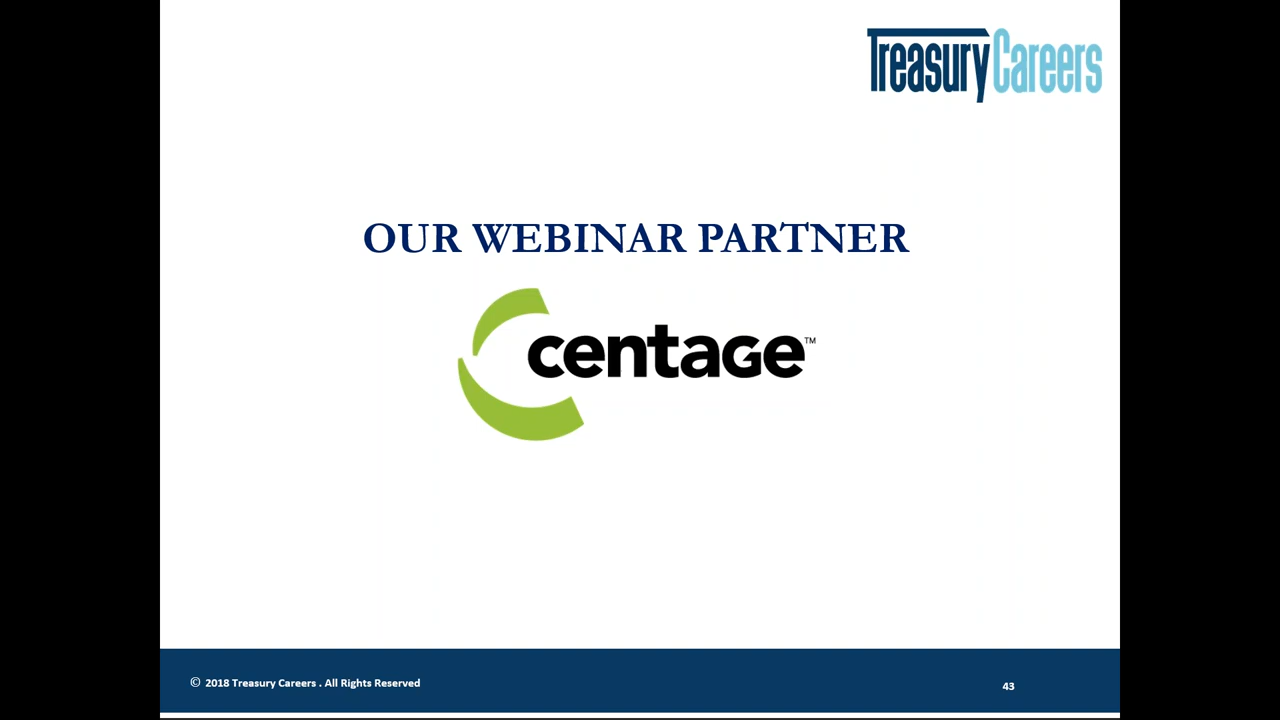 TreasuryCareers
OUR WEBINAR PARTNER
centage™
© 2018 Treasury Careers . All Rights Reserved
43